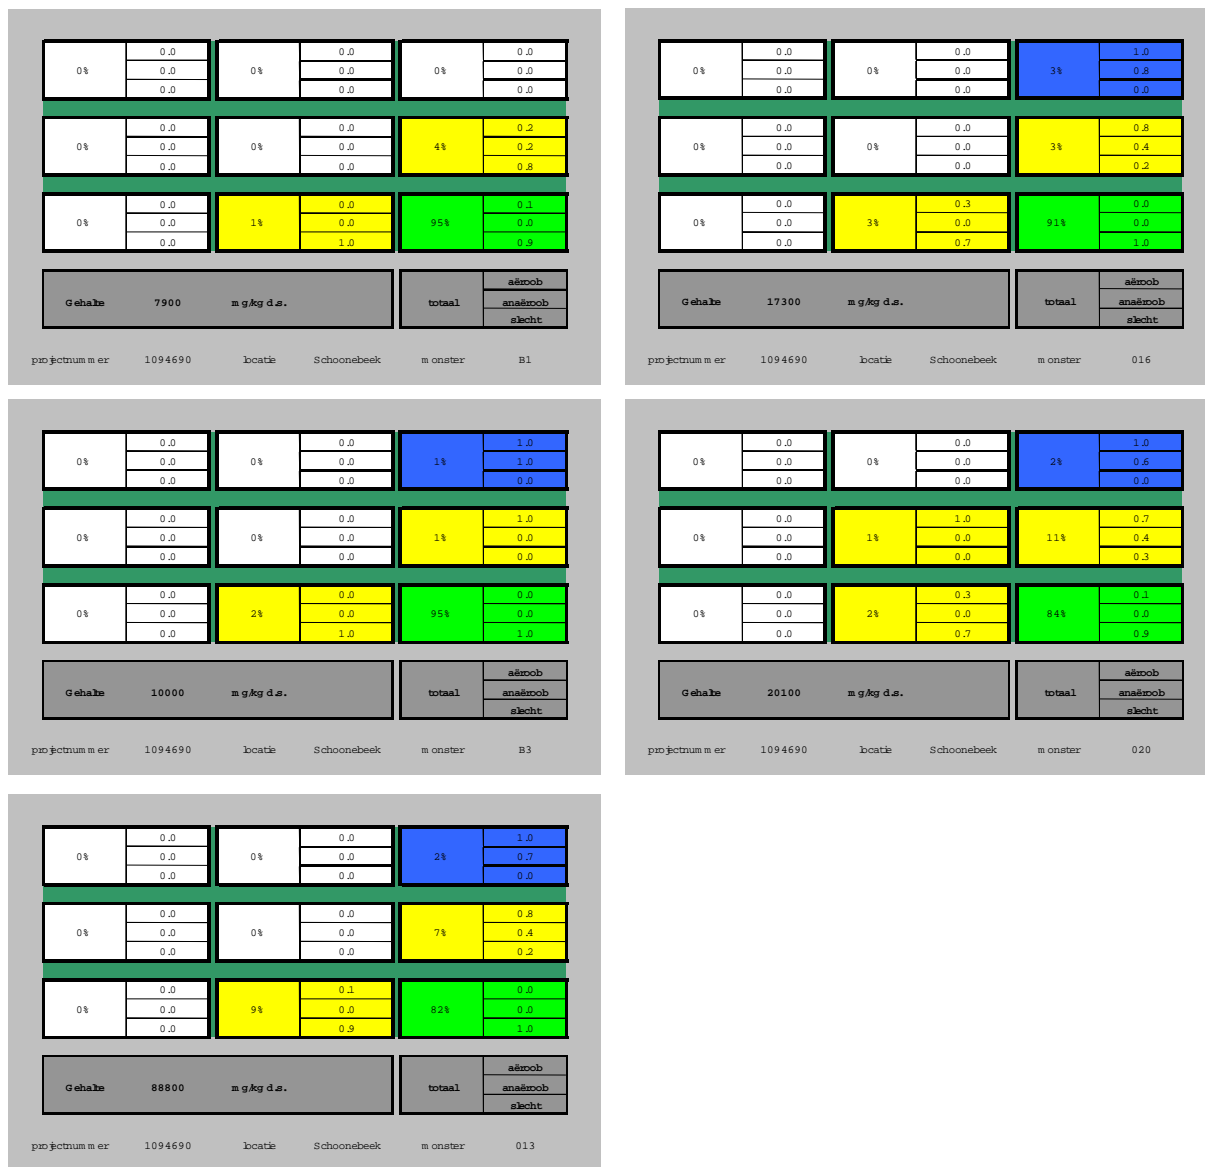 0.0 0.0 0.0
0% 0.0 0% 0.0 0% 0.0
0.0 0.0 0.0
0.0 0.0 0.2
0% 0.0 0% 0.0 4% 0.2
0.0 0.0 0.8
0.0 0.0 0.1
0% 0.0 1% 0.0 95% 0.0
0.0 1.0 0.9
aëroob
Gehalte 7900 mg/kg d.s. totaal anaëroob
slecht
projectnummer 1094690 locatie Schoonebeek monster B1
0.0 0.0 1.0
0% 0.0 0% 0.0 3% 0.8
0.0 0.0 0.0
0.0 0.0 0.8
0% 0.0 0% 0.0 3% 0.4
0.0 0.0 0.2
0.0 0.3 0.0
0% 0.0 3% 0.0 91% 0.0
0.0 0.7 1.0
aëroob
Gehalte 17300 mg/kg d.s. totaal anaëroob
slecht
projectnummer 1094690 locatie Schoonebeek monster 016
0.0 0.0 1.0
0% 0.0 0% 0.0 1% 1.0
0.0 0.0 0.0
0.0 0.0 1.0
0% 0.0 0% 0.0 1% 0.0
0.0 0.0 0.0
0.0 0.0 0.0
0% 0.0 2% 0.0 95% 0.0
0.0 1.0 1.0
aëroob
Gehalte 10000 mg/kg d.s. totaal anaëroob
slecht
projectnummer 1094690 locatie Schoonebeek monster B3
0.0 0.0 1.0
0% 0.0 0% 0.0 2% 0.6
0.0 0.0 0.0
0.0 1.0 0.7
0% 0.0 1% 0.0 11% 0.4
0.0 0.0 0.3
0.0 0.3 0.1
0% 0.0 2% 0.0 84% 0.0
0.0 0.7 0.9
aëroob
Gehalte 20100 mg/kg d.s. totaal anaëroob
slecht
projectnummer 1094690 locatie Schoonebeek monster 020
0.0 0.0 1.0
0% 0.0 0% 0.0 2% 0.7
0.0 0.0 0.0
0.0 0.0 0.8
0% 0.0 0% 0.0 7% 0.4
0.0 0.0 0.2
0.0 0.1 0.0
0% 0.0 9% 0.0 82% 0.0
0.0 0.9 1.0
aëroob
Gehalte 88800 mg/kg d.s. totaal anaëroob
slecht
projectnummer 1094690 locatie Schoonebeek monster 013